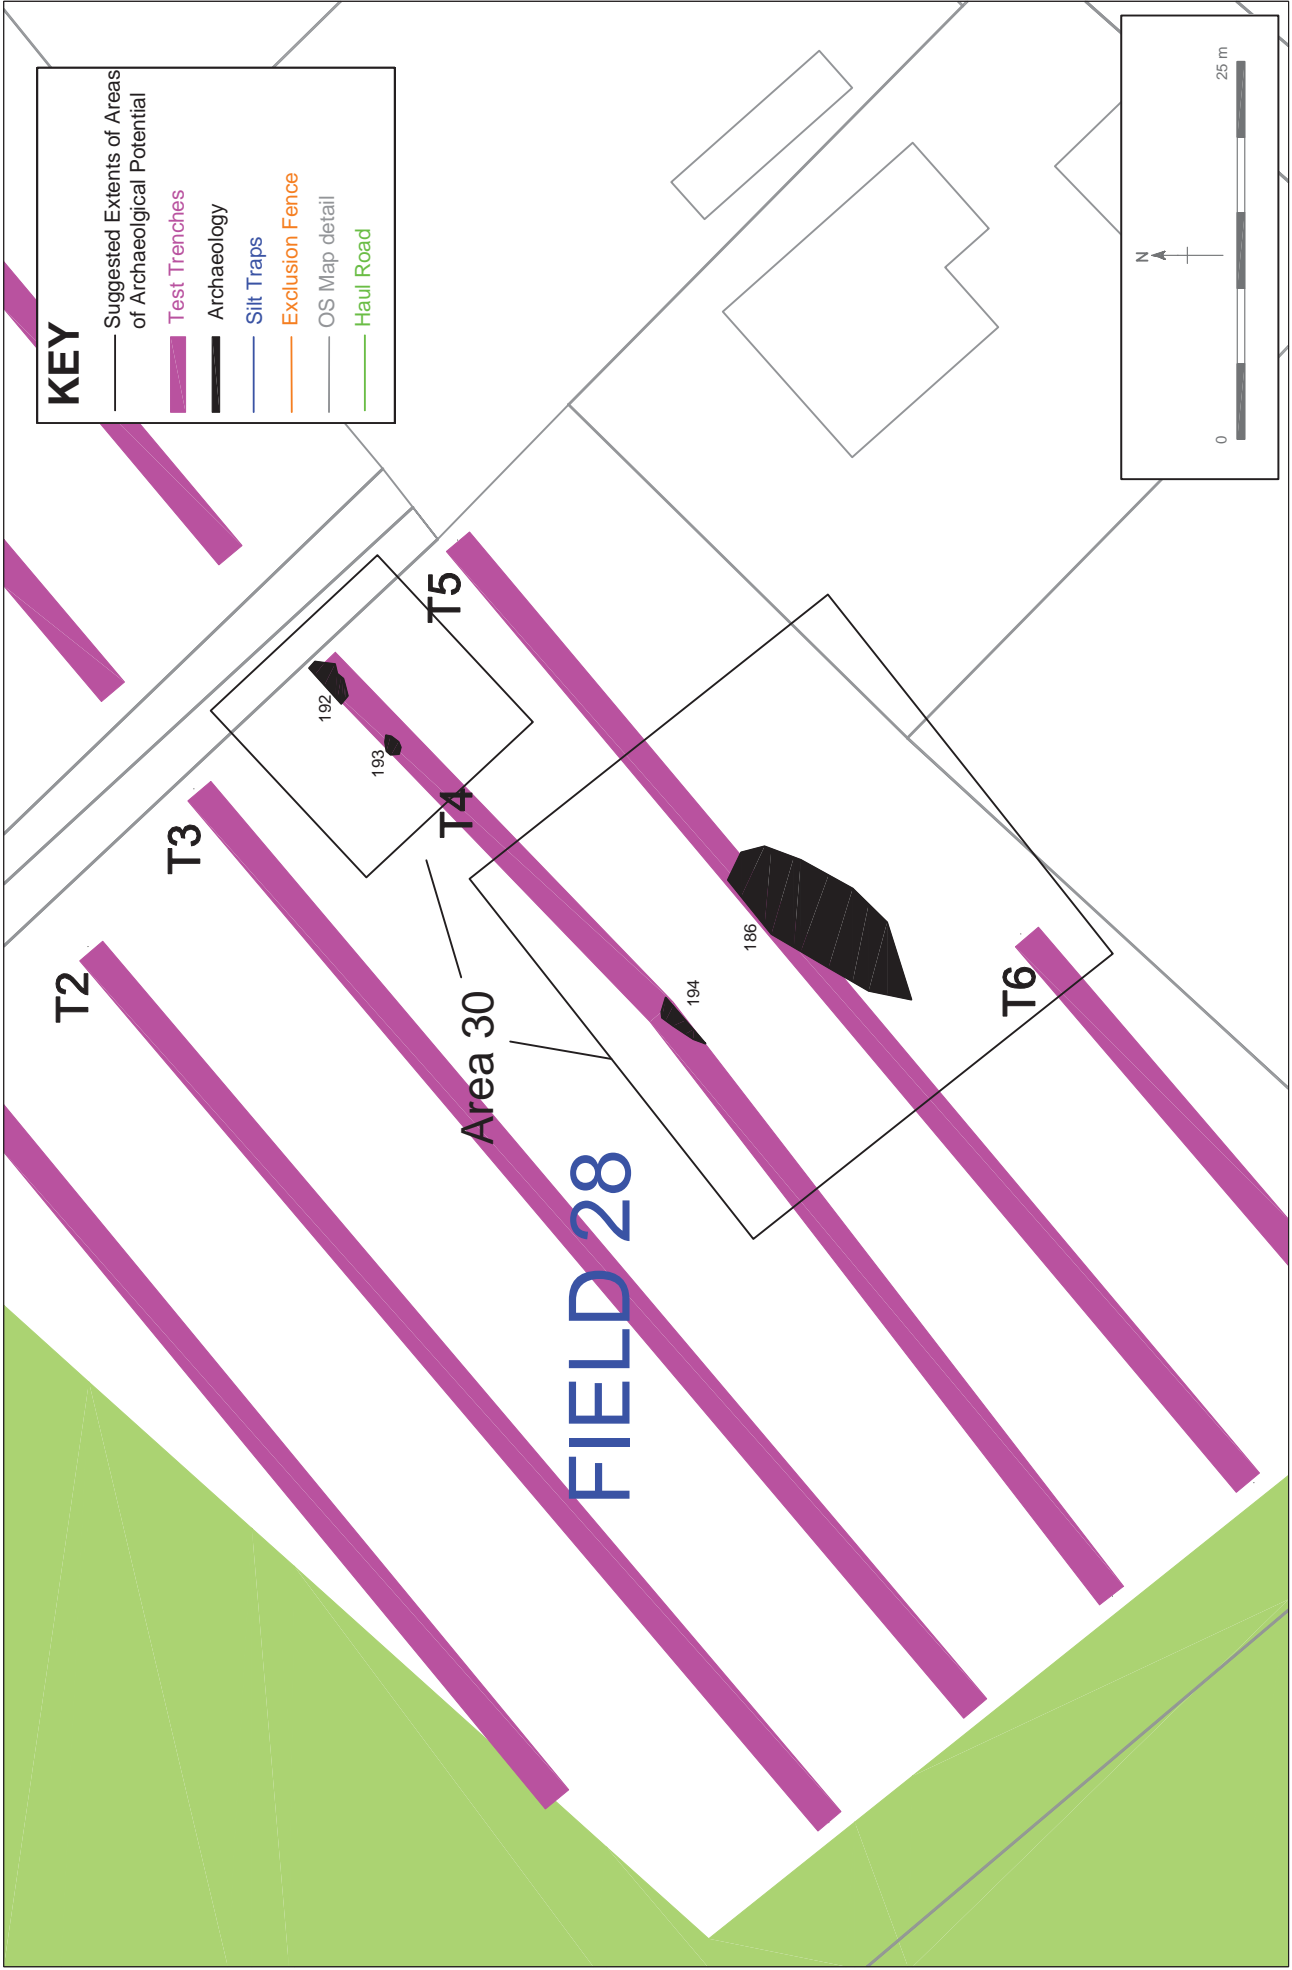 KEY
Suggested Extents of Areas
of Archaeolgical Potential
Test Trenches
Archaeology
Silt Traps
Exclusion Fence
OS Map detail
Haul Road
T2
T3
T4
T5
T6
192
193
194
186
Area 30
FIELD 28
N
0
25 m